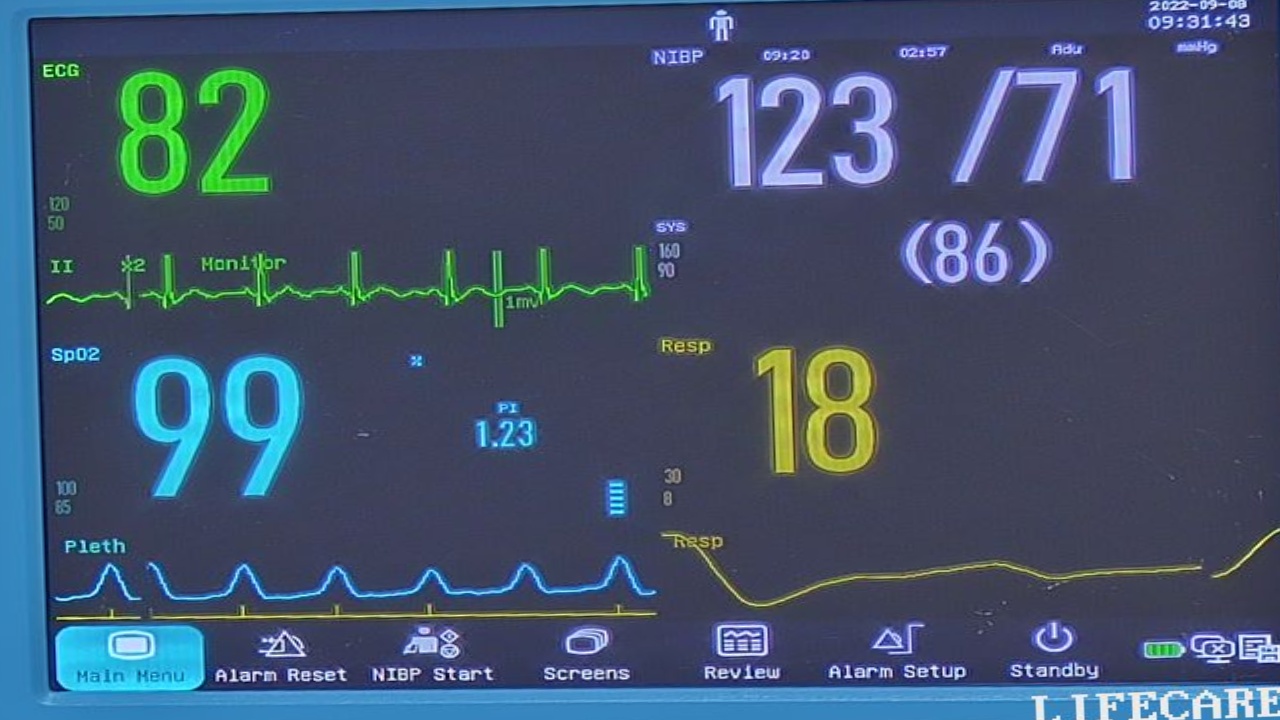 2022-09-08
09:31:43
ECG
82
120
50
NIBP 09:20 02:57 Adu mmHg
123 /71
SYS
160
90
(86)
II x2 Monitor
1mv
SpO2 %
99
PI
1.23
100
85
Resp
18
30
8
Pleth
Resp
Main Menu Alarm Reset NIBP Start Screens Review Alarm Setup Standby
LIFECARE